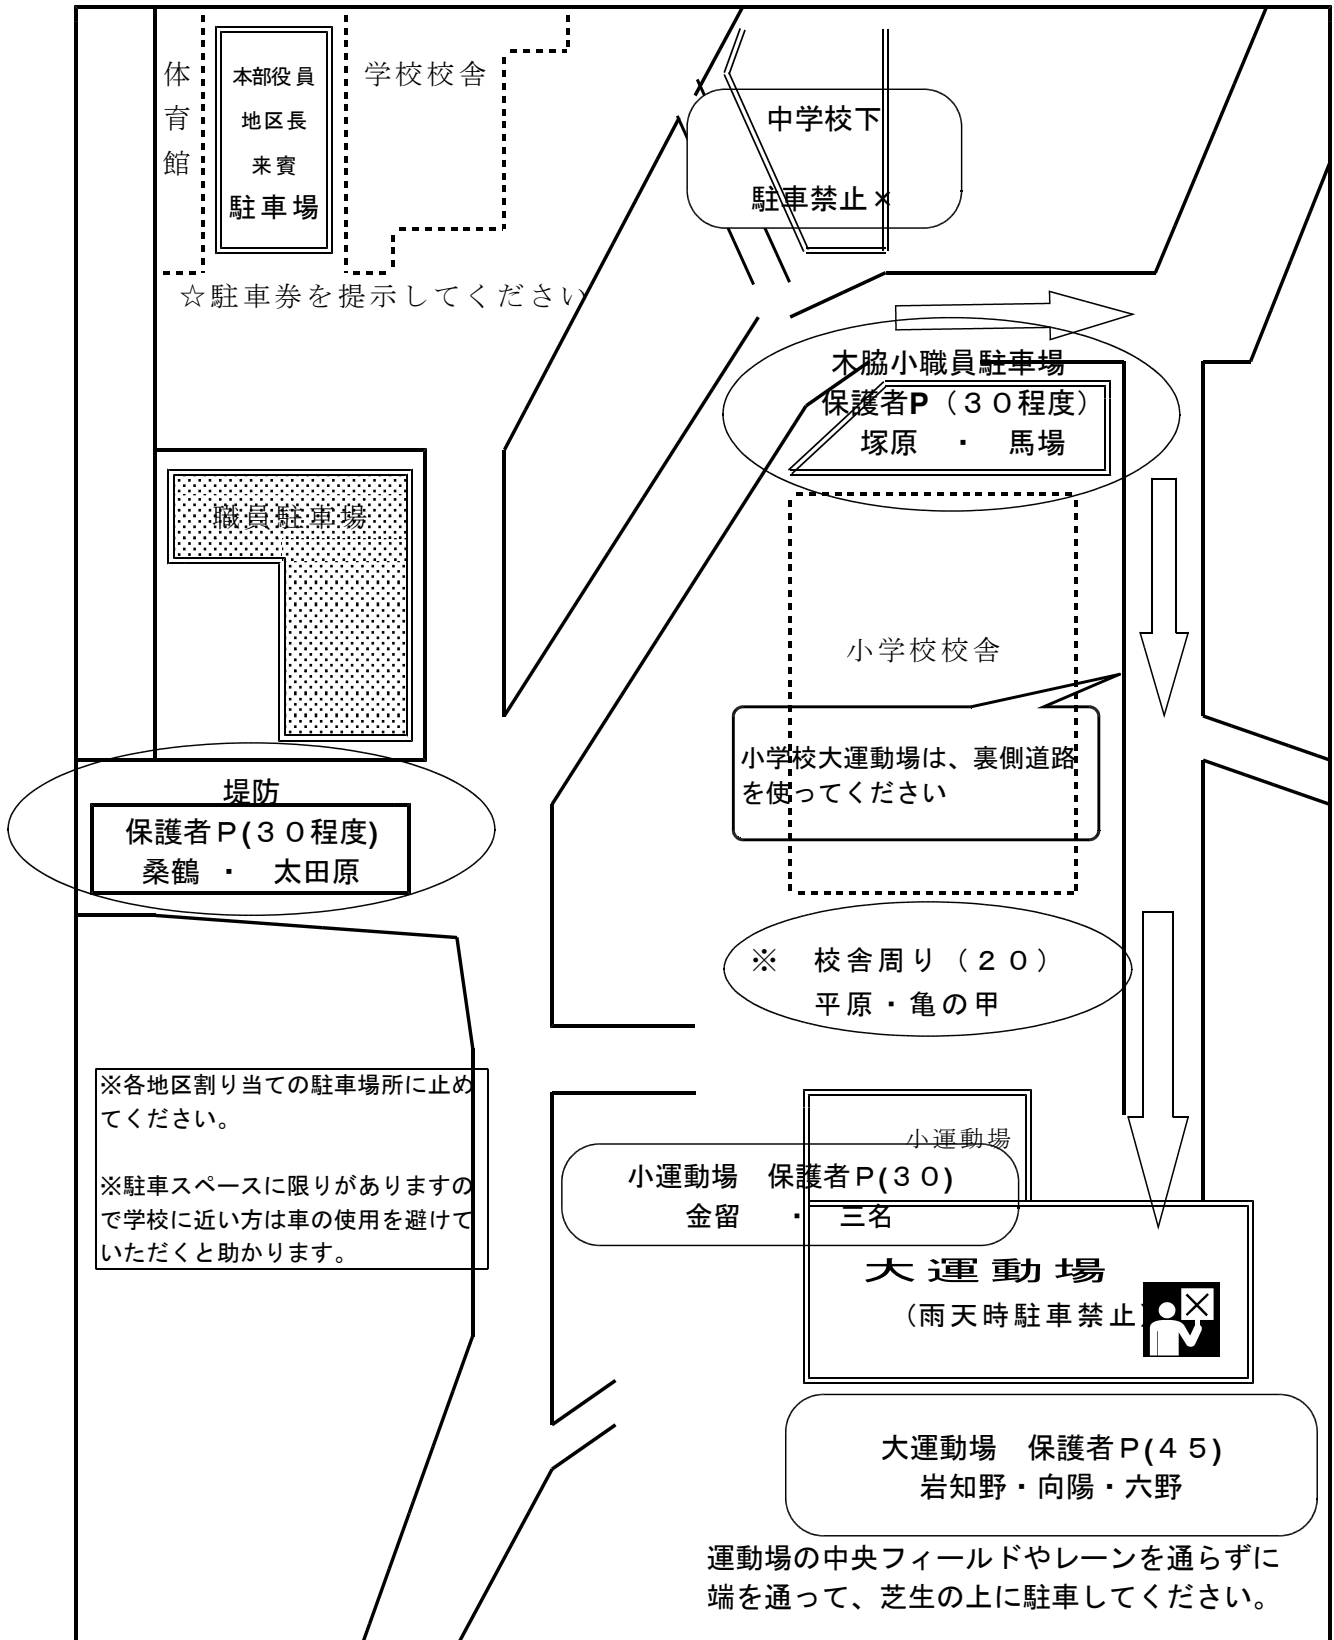 体育館
本部役員
地区長
来賓
駐車場
学校校舎
☆駐車券を提示してください
中学校下
駐車禁止×
木脇小職員駐車場
保護者P（３０程度）
塚原　・　馬場
職員駐車場
小学校校舎
小学校大運動場は、裏側道路
を使ってください
堤防
保護者Ｐ(３０程度)
桑鶴　・　太田原
※　校舎周り（２０）
平原・亀の甲
※各地区割り当ての駐車場所に止め
てください。
※駐車スペースに限りがありますの
で学校に近い方は車の使用を避けて
いただくと助かります。
小運動場
小運動場　保護者Ｐ(３０)
金留　・　三名
大運動場
（雨天時駐車禁止）
大運動場　保護者Ｐ(４５)
岩知野・向陽・六野
運動場の中央フィールドやレーンを通らずに
端を通って、芝生の上に駐車してください。